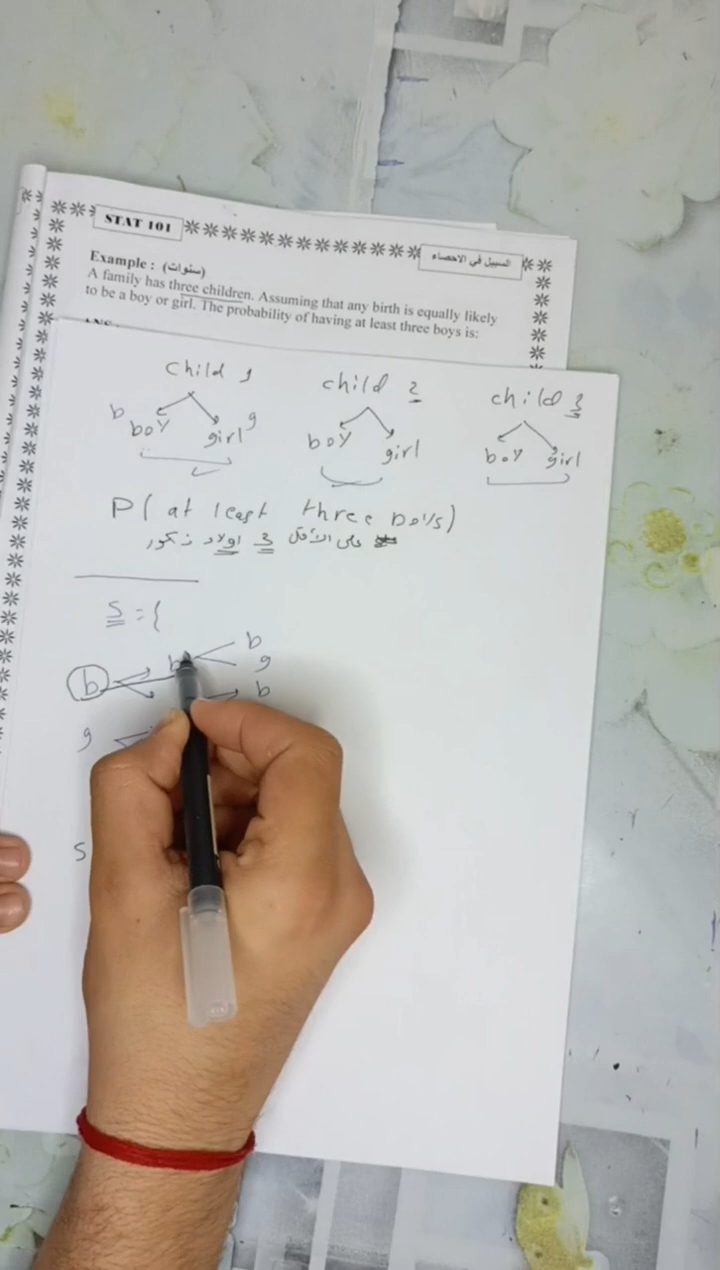 STAT 101
السبيل في الاحصاء
Example : (سنوات)
A family has three children. Assuming that any birth is equally likely
to be a boy or girl. The probability of having at least three boys is:
child 1 child 2 child 3
b boy girl g boy girl boy girl
P( at least three boys)
على الأقل 3 اولاد ذكور
S = {
b b b
g
b
g
S